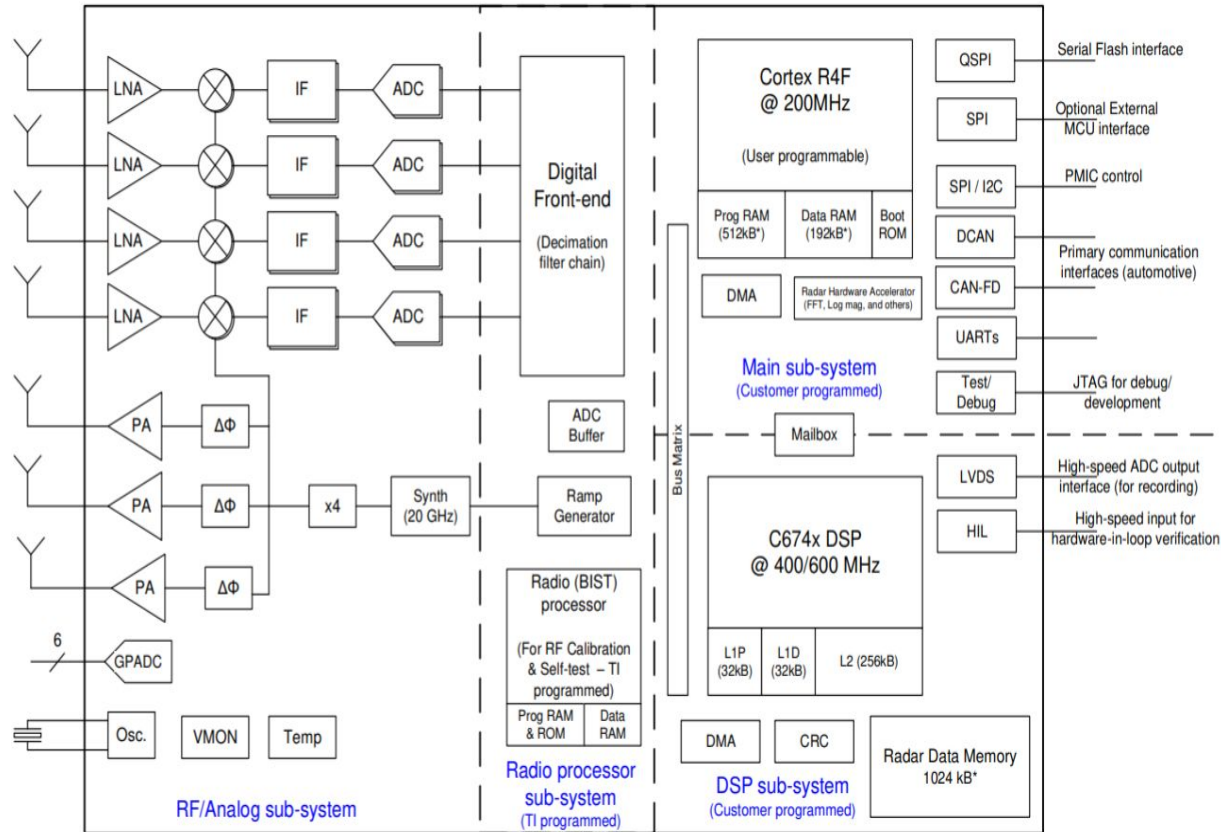 LNA
IF
ADC
LNA
IF
ADC
LNA
IF
ADC
LNA
IF
ADC
PA
ΔΦ
PA
ΔΦ
x4
Synth
(20 GHz)
PA
ΔΦ
6
GPADC
Osc.
VMON
Temp
RF/Analog sub-system
Digital
Front-end
(Decimation
filter chain)
ADC
Buffer
Ramp
Generator
Radio (BIST)
processor
(For RF Calibration
& Self-test – TI
programmed)
Prog RAM
& ROM
Data
RAM
Radio processor
sub-system
(TI programmed)
Bus Matrix
Cortex R4F
@ 200MHz
(User programmable)
Prog RAM
(512kB*)
Data RAM
(192kB*)
Boot
ROM
DMA
Radar Hardware Accelerator
(FFT, Log mag, and others)
Main sub-system
(Customer programmed)
Mailbox
C674x DSP
@ 400/600 MHz
L1P
(32kB)
L1D
(32kB)
L2 (256kB)
DMA
CRC
Radar Data Memory
1024 kB*
DSP sub-system
(Customer programmed)
QSPI
Serial Flash interface
SPI
Optional External
MCU interface
SPI / I2C
PMIC control
DCAN
CAN-FD
Primary communication
interfaces (automotive)
UARTs
Test/
Debug
JTAG for debug/
development
LVDS
High-speed ADC output
interface (for recording)
HIL
High-speed input for
hardware-in-loop verification